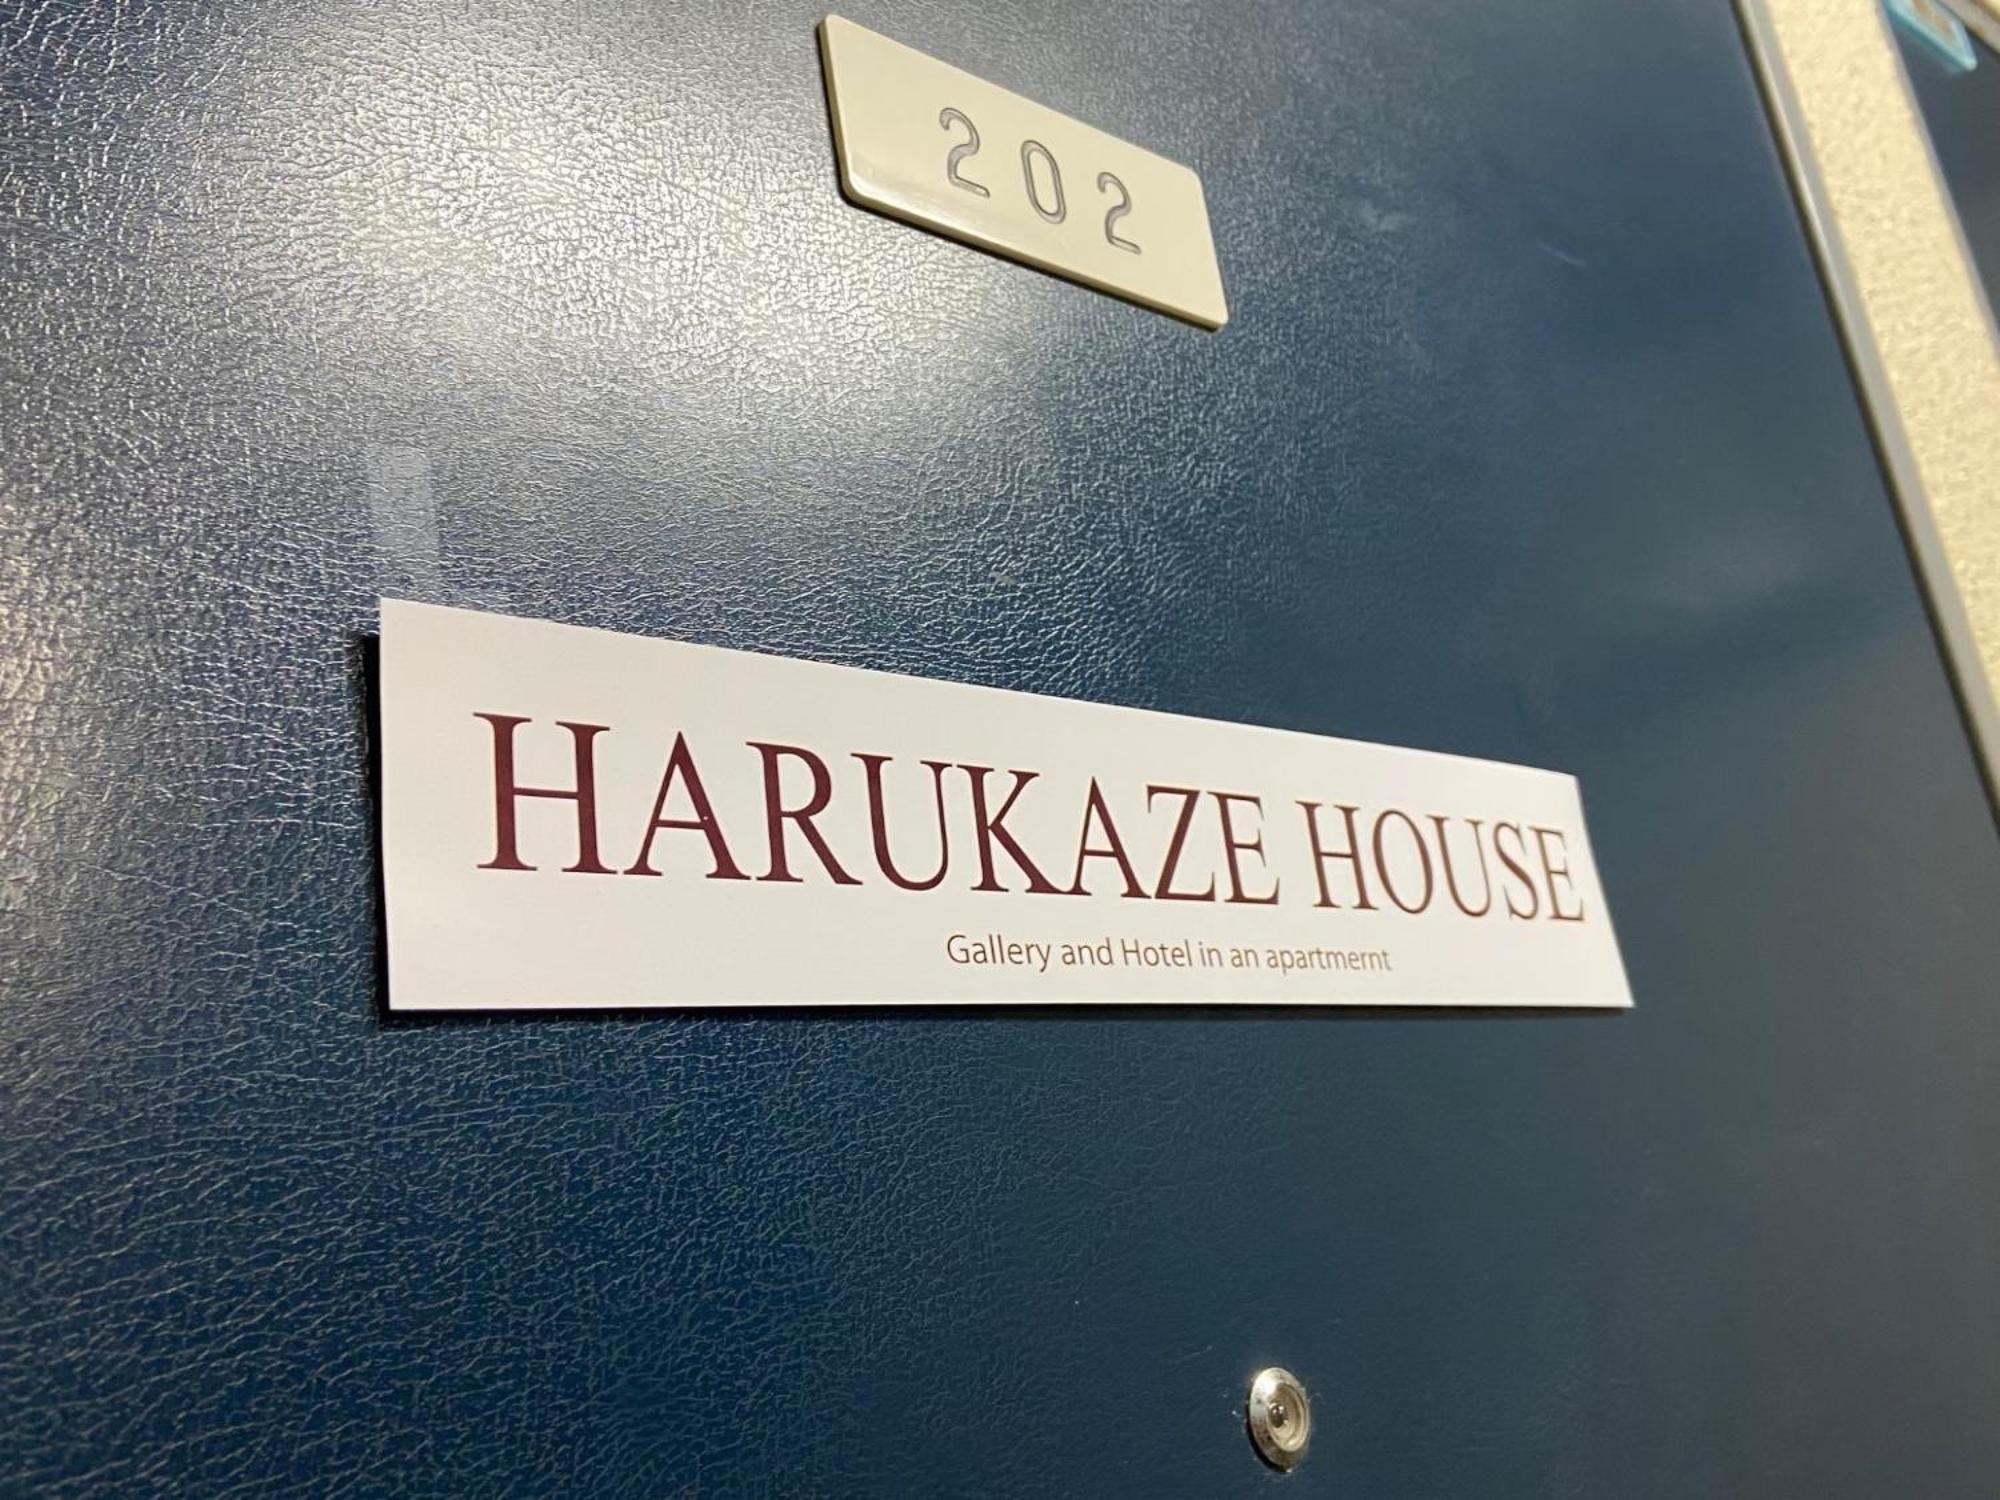 202
HARUKAZE HOUSE
Gallery and Hotel in an apartmernt